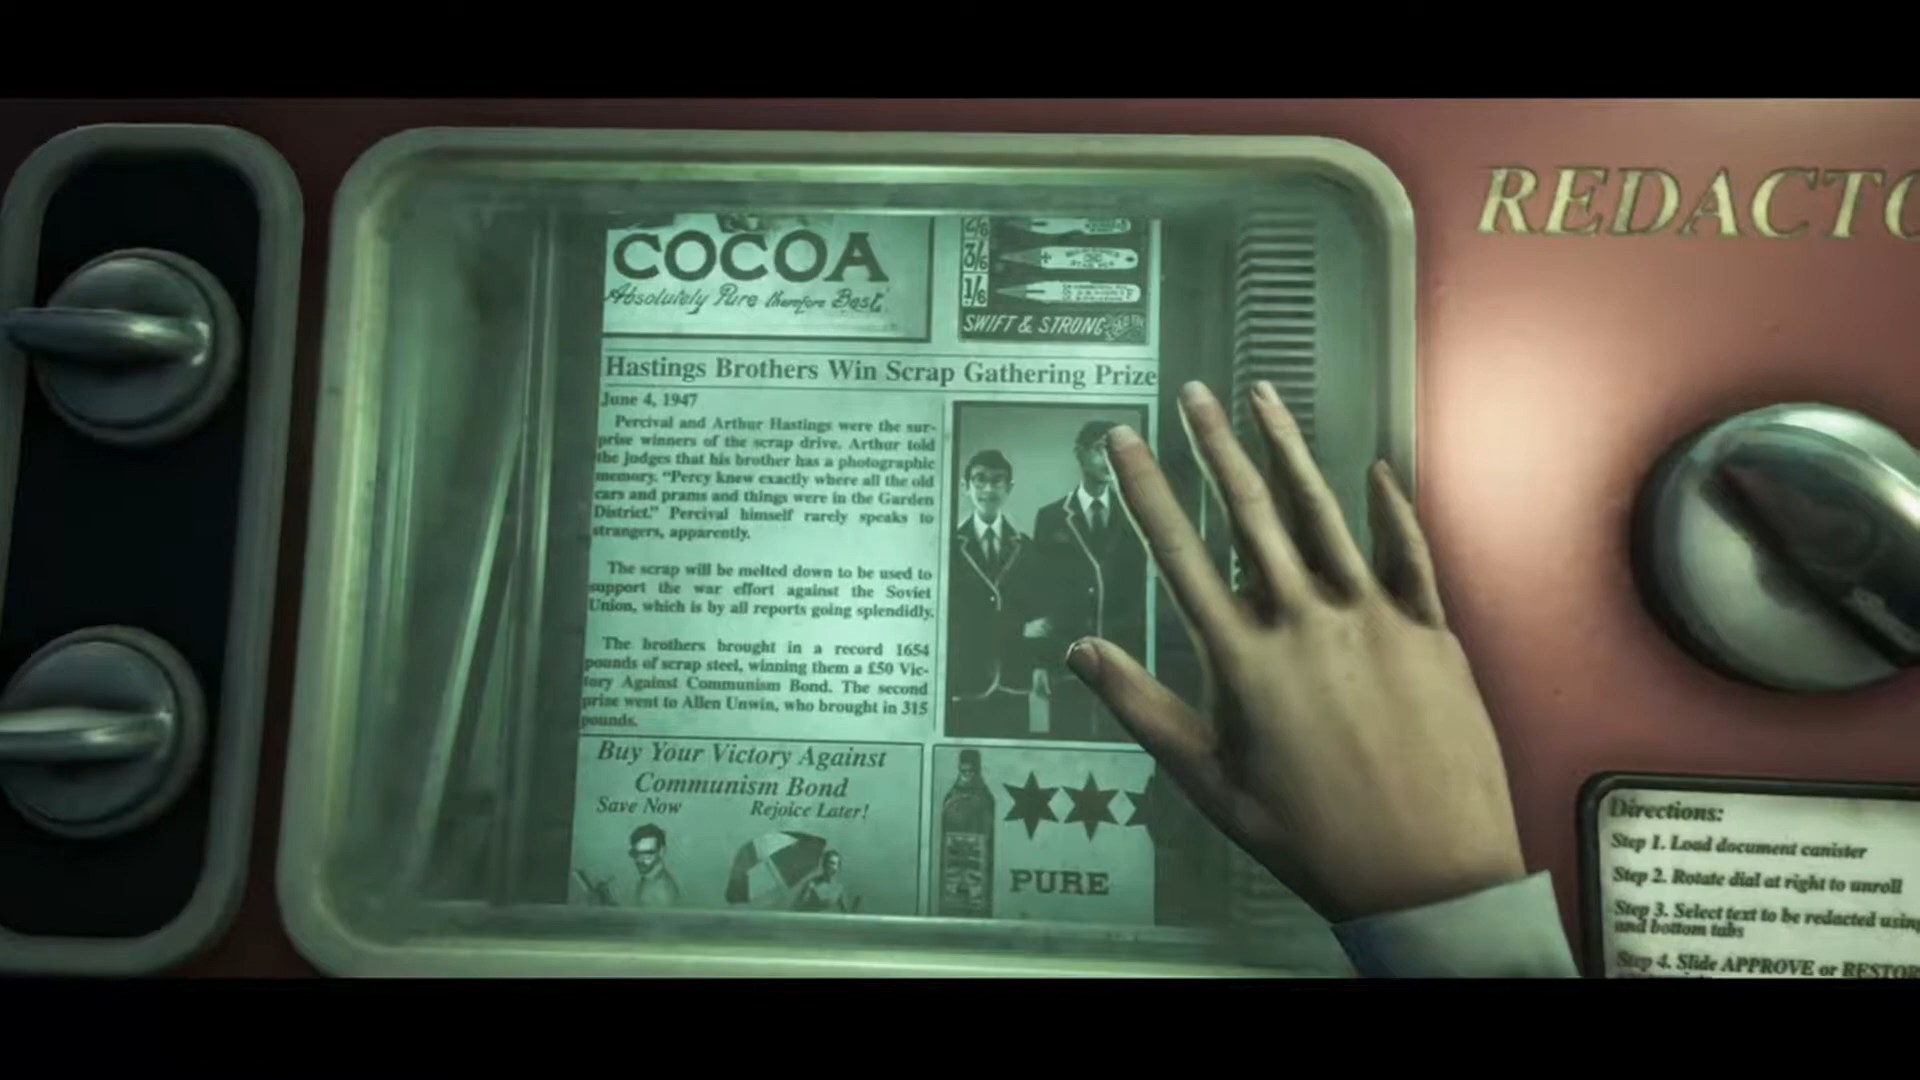 REDACTO
COCOA
Absolutely Pure therefore Best.
3/6
1/6
SWIFT & STRONG
Hastings Brothers Win Scrap Gathering Prize
June 4, 1947
Percival and Arthur Hastings were the sur-
prise winners of the scrap drive. Arthur told
the judges that his brother has a photographic
memory. “Percy knew exactly where all the old
cars and prams and things were in the Garden
District.” Percival himself rarely speaks to
strangers, apparently.
The scrap will be melted down to be used to
support the war effort against the Soviet
Union, which is by all reports going splendidly.
The brothers brought in a record 1654
pounds of scrap steel, winning them a £50 Vic-
tory Against Communism Bond. The second
prize went to Allen Unwin, who brought in 315
pounds.
Buy Your Victory Against
Communism Bond
Save Now Rejoice Later!
PURE
Directions:
Step 1. Load document canister
Step 2. Rotate dial at right to unroll
Step 3. Select text to be redacted using
and bottom tabs
Step 4. Slide APPROVE or RESTOR